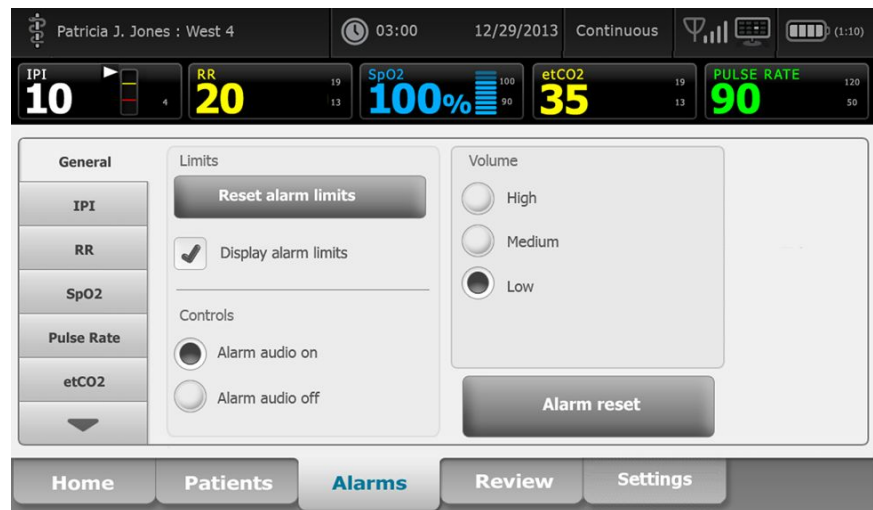 Patricia J. Jones : West 4
03:00
12/29/2013
Continuous
(1:10)
IPI
10
4
RR
20
19
13
SpO2
100%
100
90
etCO2
35
19
13
PULSE RATE
90
120
50
General
IPI
RR
SpO2
Pulse Rate
etCO2
Limits
Reset alarm limits
Display alarm limits
Controls
Alarm audio on
Alarm audio off
Volume
High
Medium
Low
Alarm reset
Home
Patients
Alarms
Review
Settings